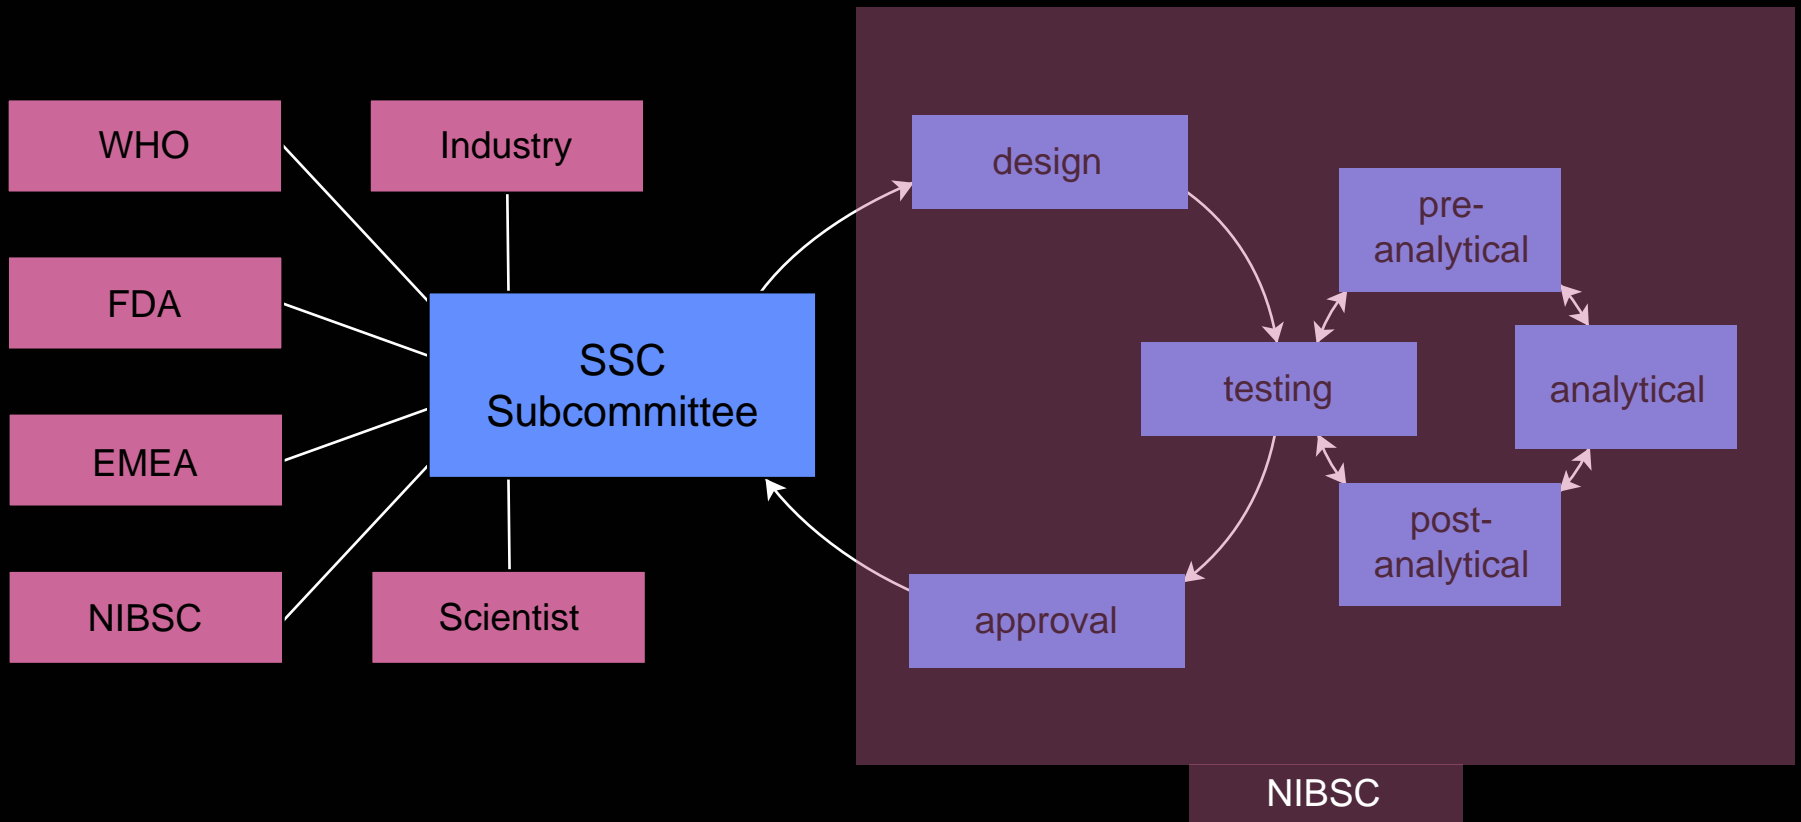 WHO
Industry
FDA
EMEA
NIBSC
Scientist
SSC
Subcommittee
design
pre-
analytical
testing
analytical
post-
analytical
approval
NIBSC